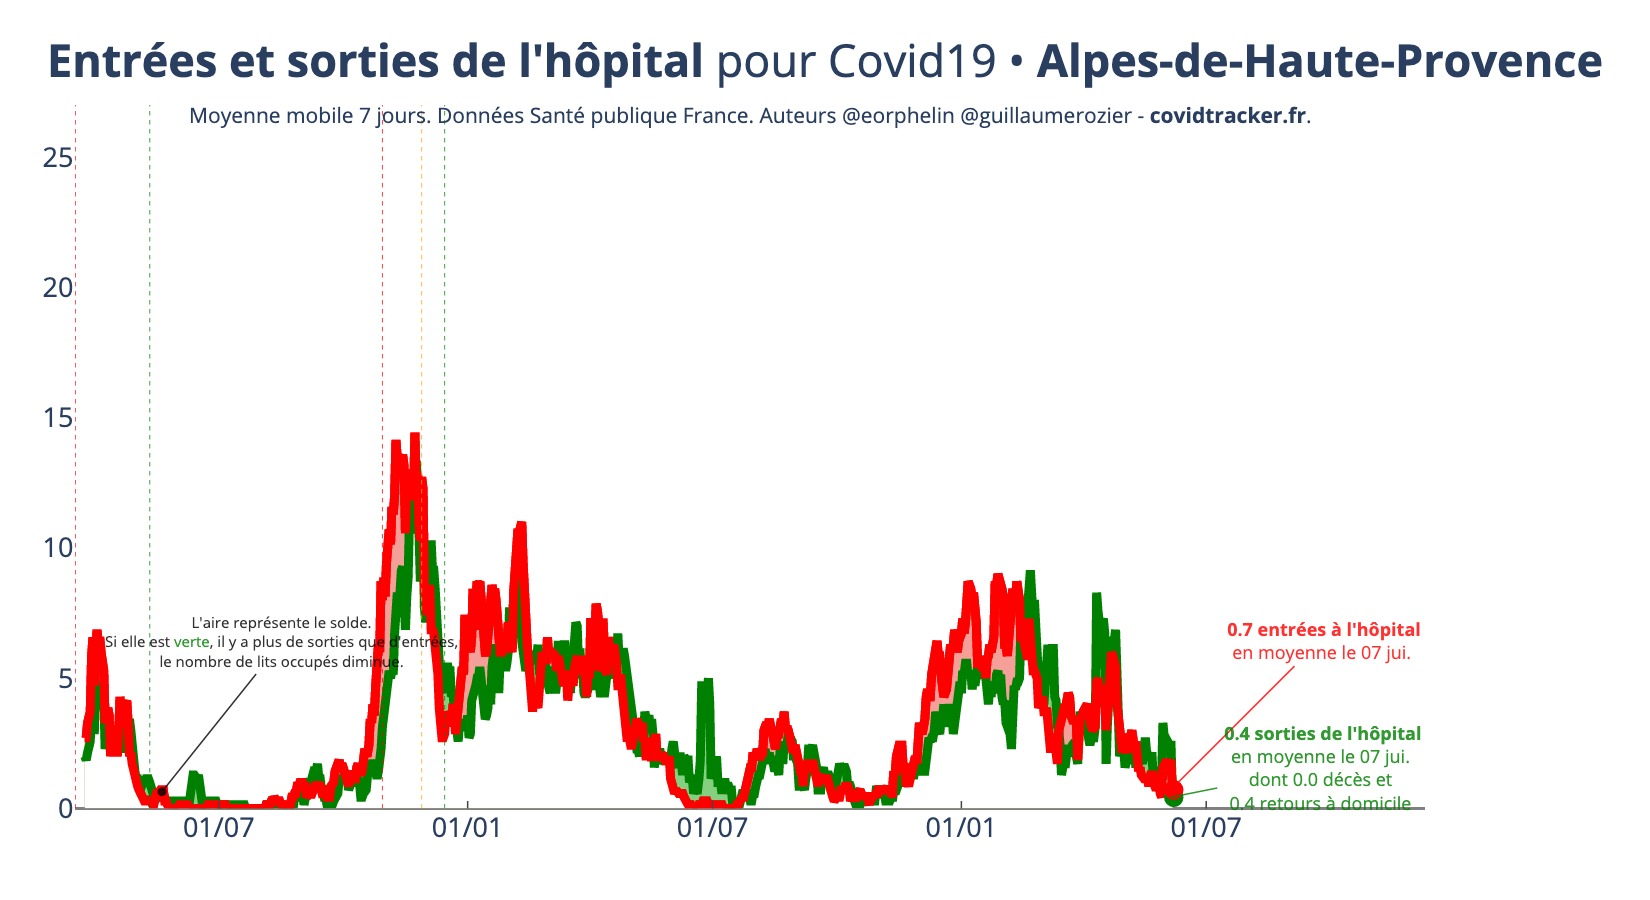 Entrées et sorties de l'hôpital pour Covid19 • Alpes-de-Haute-Provence
Moyenne mobile 7 jours. Données Santé publique France. Auteurs @eorphelin @guillaumerozier - covidtracker.fr.
25
20
15
10
5
0
L'aire représente le solde.
Si elle est verte, il y a plus de sorties que d'entrées,
le nombre de lits occupés diminue.
0.7 entrées à l'hôpital
en moyenne le 07 jui.
0.4 sorties de l'hôpital
en moyenne le 07 jui.
dont 0.0 décès et
0.4 retours à domicile
01/07
01/01
01/07
01/01
01/07